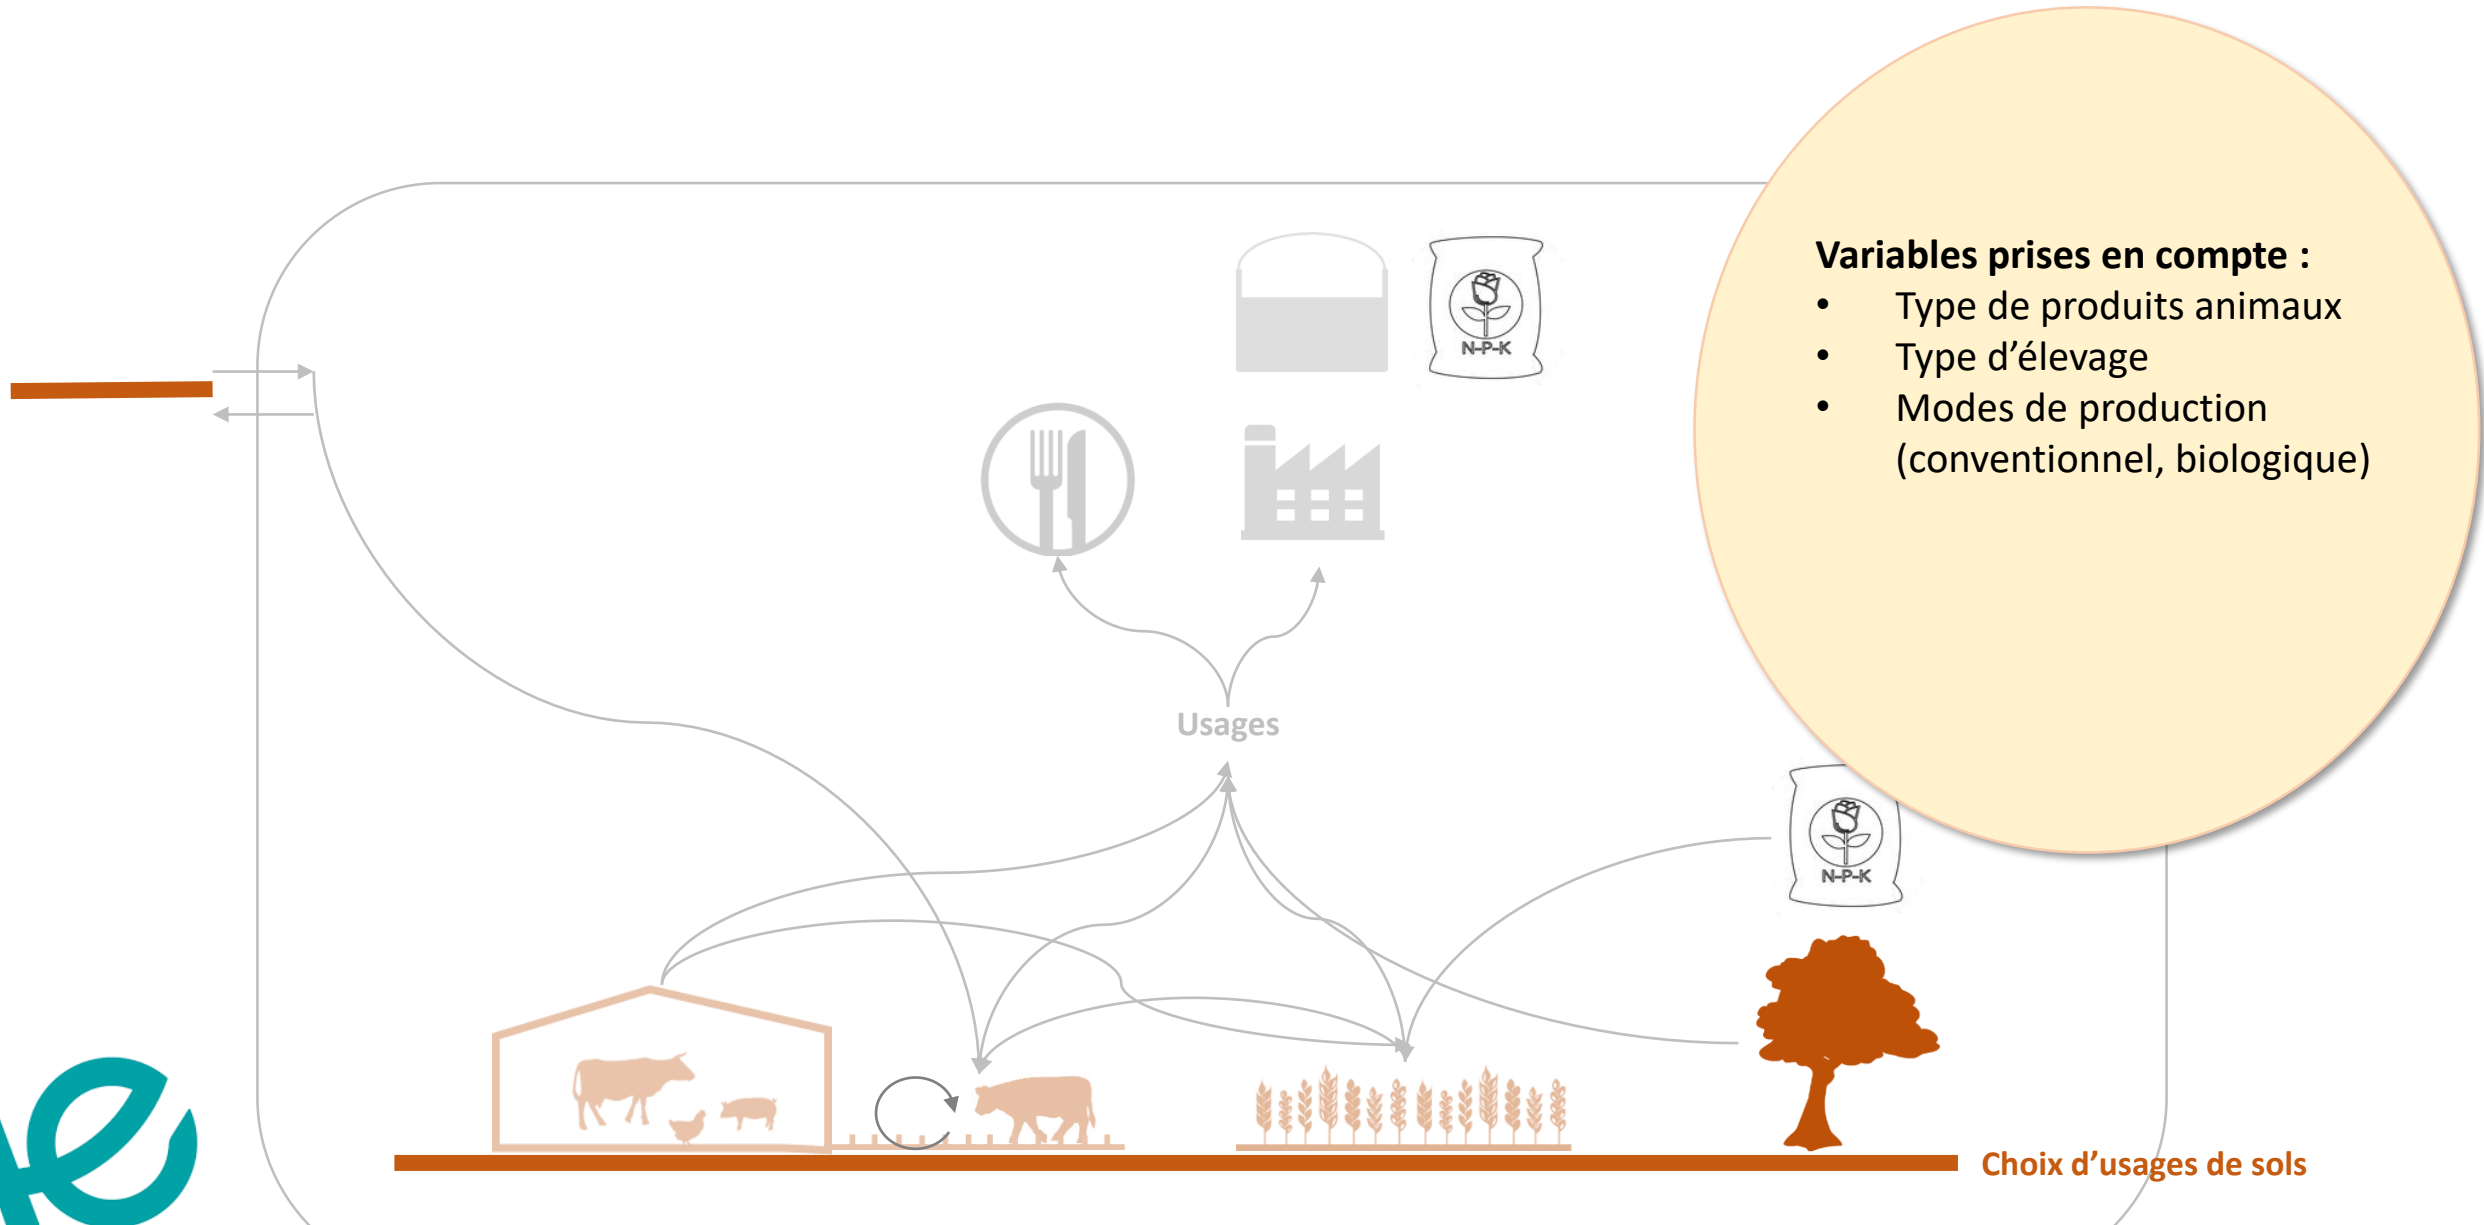 Variables prises en compte :
• Type de produits animaux
• Type d’élevage
• Modes de production
(conventionnel, biologique)
N-P-K
Usages
N-P-K
Choix d’usages de sols